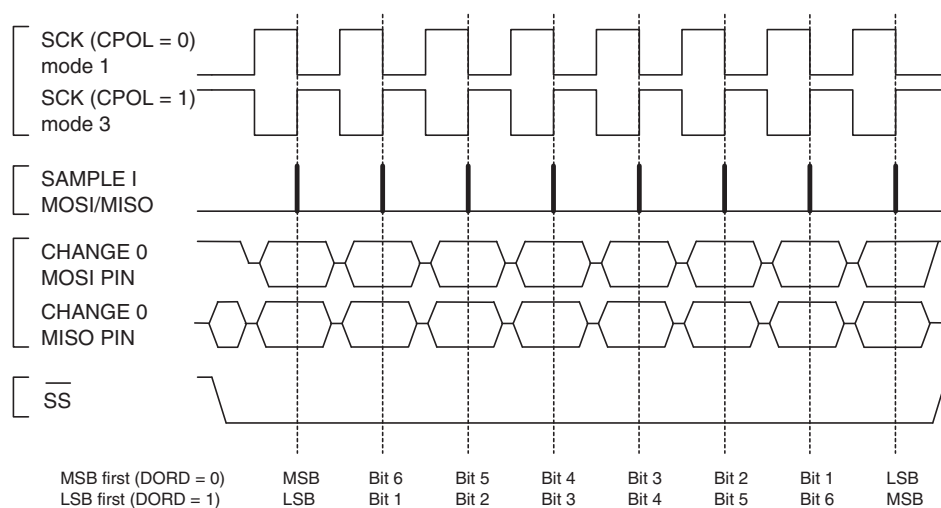 SCK (CPOL = 0)
mode 1
SCK (CPOL = 1)
mode 3
SAMPLE I
MOSI/MISO
CHANGE 0
MOSI PIN
CHANGE 0
MISO PIN
SS
MSB first (DORD = 0) MSB Bit 6 Bit 5 Bit 4 Bit 3 Bit 2 Bit 1 LSB
LSB first (DORD = 1) LSB Bit 1 Bit 2 Bit 3 Bit 4 Bit 5 Bit 6 MSB